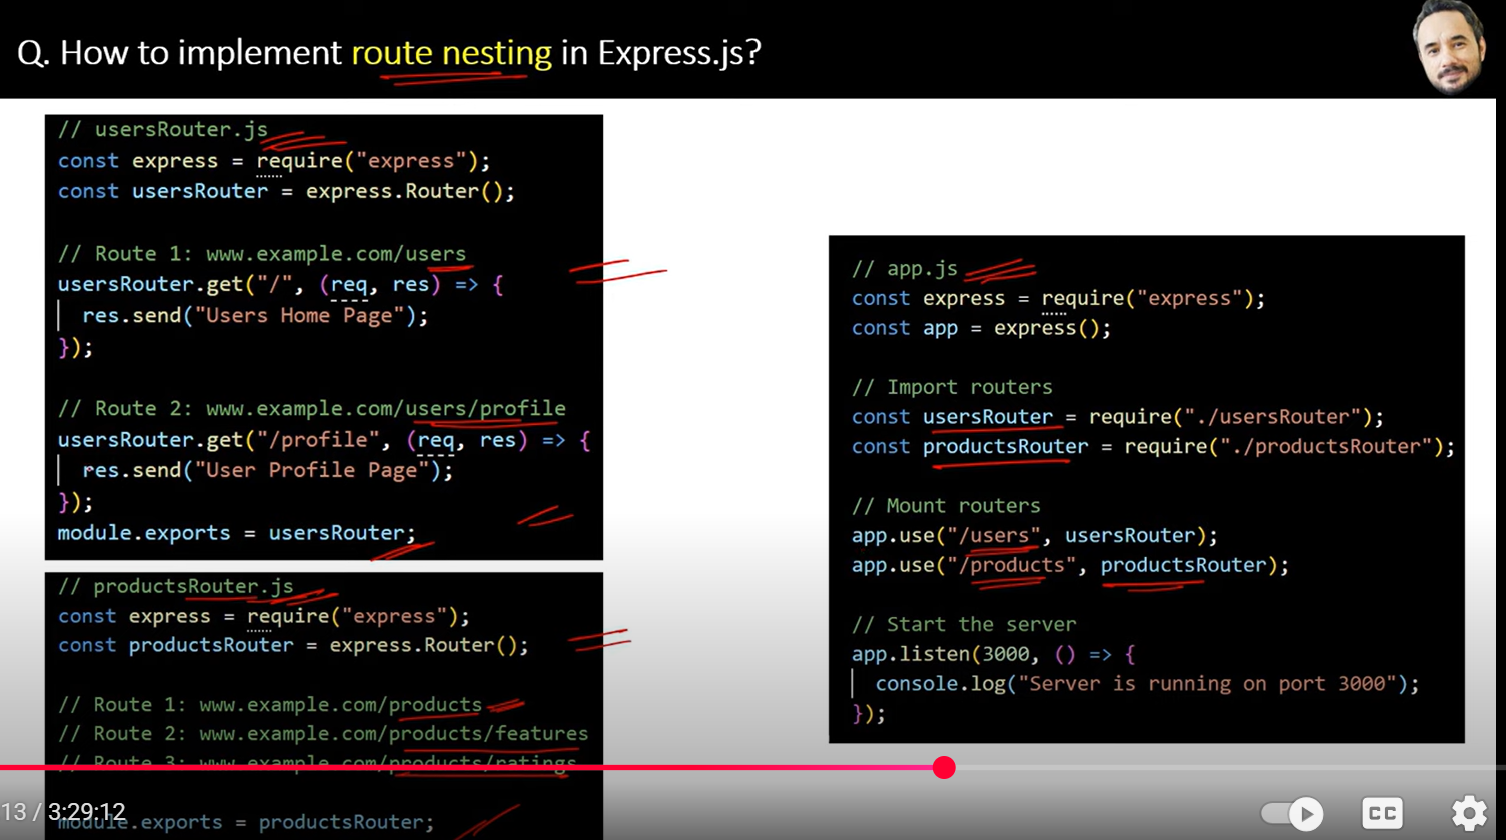 Q. How to implement route nesting in Express.js?
// usersRouter.js
const express = require("express");
const usersRouter = express.Router();
// Route 1: www.example.com/users
usersRouter.get("/", (req, res) => {
res.send("Users Home Page");
});
// Route 2: www.example.com/users/profile
usersRouter.get("/profile", (req, res) => {
res.send("User Profile Page");
});
module.exports = usersRouter;
// productsRouter.js
const express = require("express");
const productsRouter = express.Router();
// Route 1: www.example.com/products
// Route 2: www.example.com/products/features
// Route 3: www.example.com/products/ratings
module.exports = productsRouter;
// app.js
const express = require("express");
const app = express();
// Import routers
const usersRouter = require("./usersRouter");
const productsRouter = require("./productsRouter");
// Mount routers
app.use("/users", usersRouter);
app.use("/products", productsRouter);
// Start the server
app.listen(3000, () => {
console.log("Server is running on port 3000");
});
13 / 3:29:12
CC